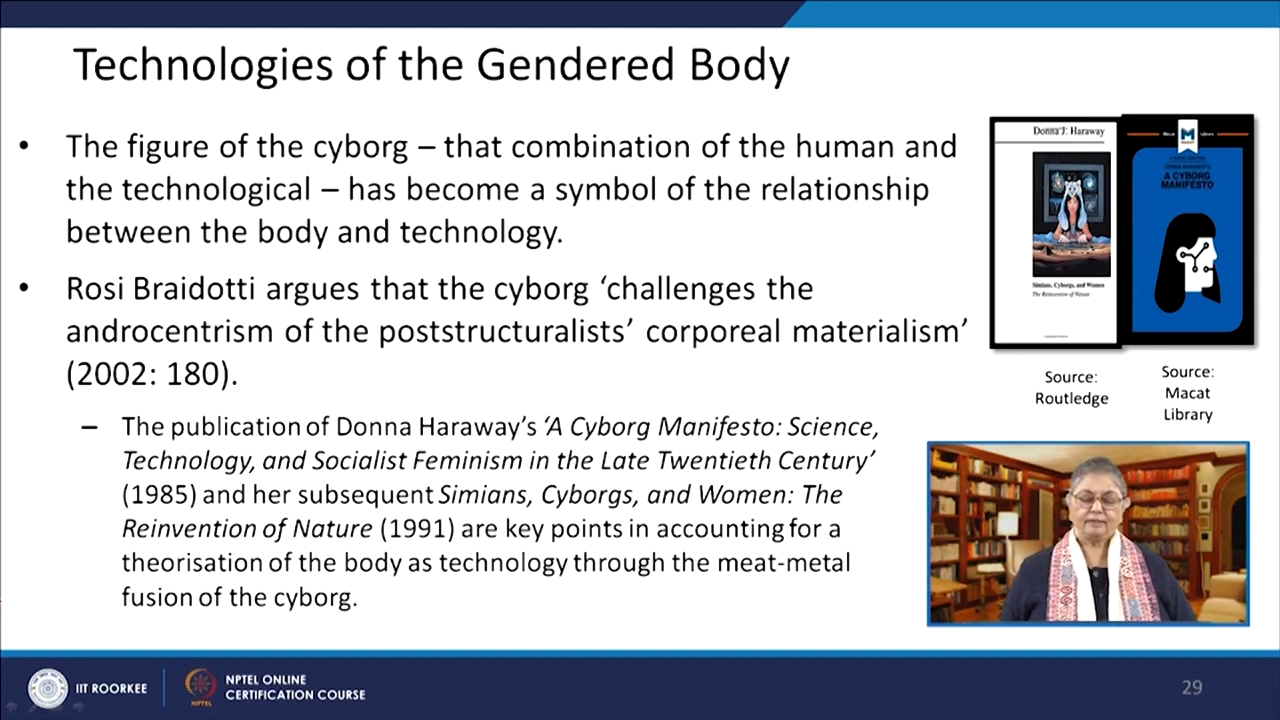 Technologies of the Gendered Body
• The figure of the cyborg – that combination of the human and
the technological – has become a symbol of the relationship
between the body and technology.
• Rosi Braidotti argues that the cyborg ‘challenges the
androcentrism of the poststructuralists’ corporeal materialism’
(2002: 180).
– The publication of Donna Haraway’s ‘A Cyborg Manifesto: Science,
Technology, and Socialist Feminism in the Late Twentieth Century’
(1985) and her subsequent Simians, Cyborgs, and Women: The
Reinvention of Nature (1991) are key points in accounting for a
theorisation of the body as technology through the meat-metal
fusion of the cyborg.
Donna J. Haraway
Simians, Cyborgs, and Women
The Reinvention of Nature
Macat
M
Library
A CYBORG
MANIFESTO
Source:
Routledge
Source:
Macat
Library
IIT ROORKEE
NPTEL
NPTEL ONLINE
CERTIFICATION COURSE
29